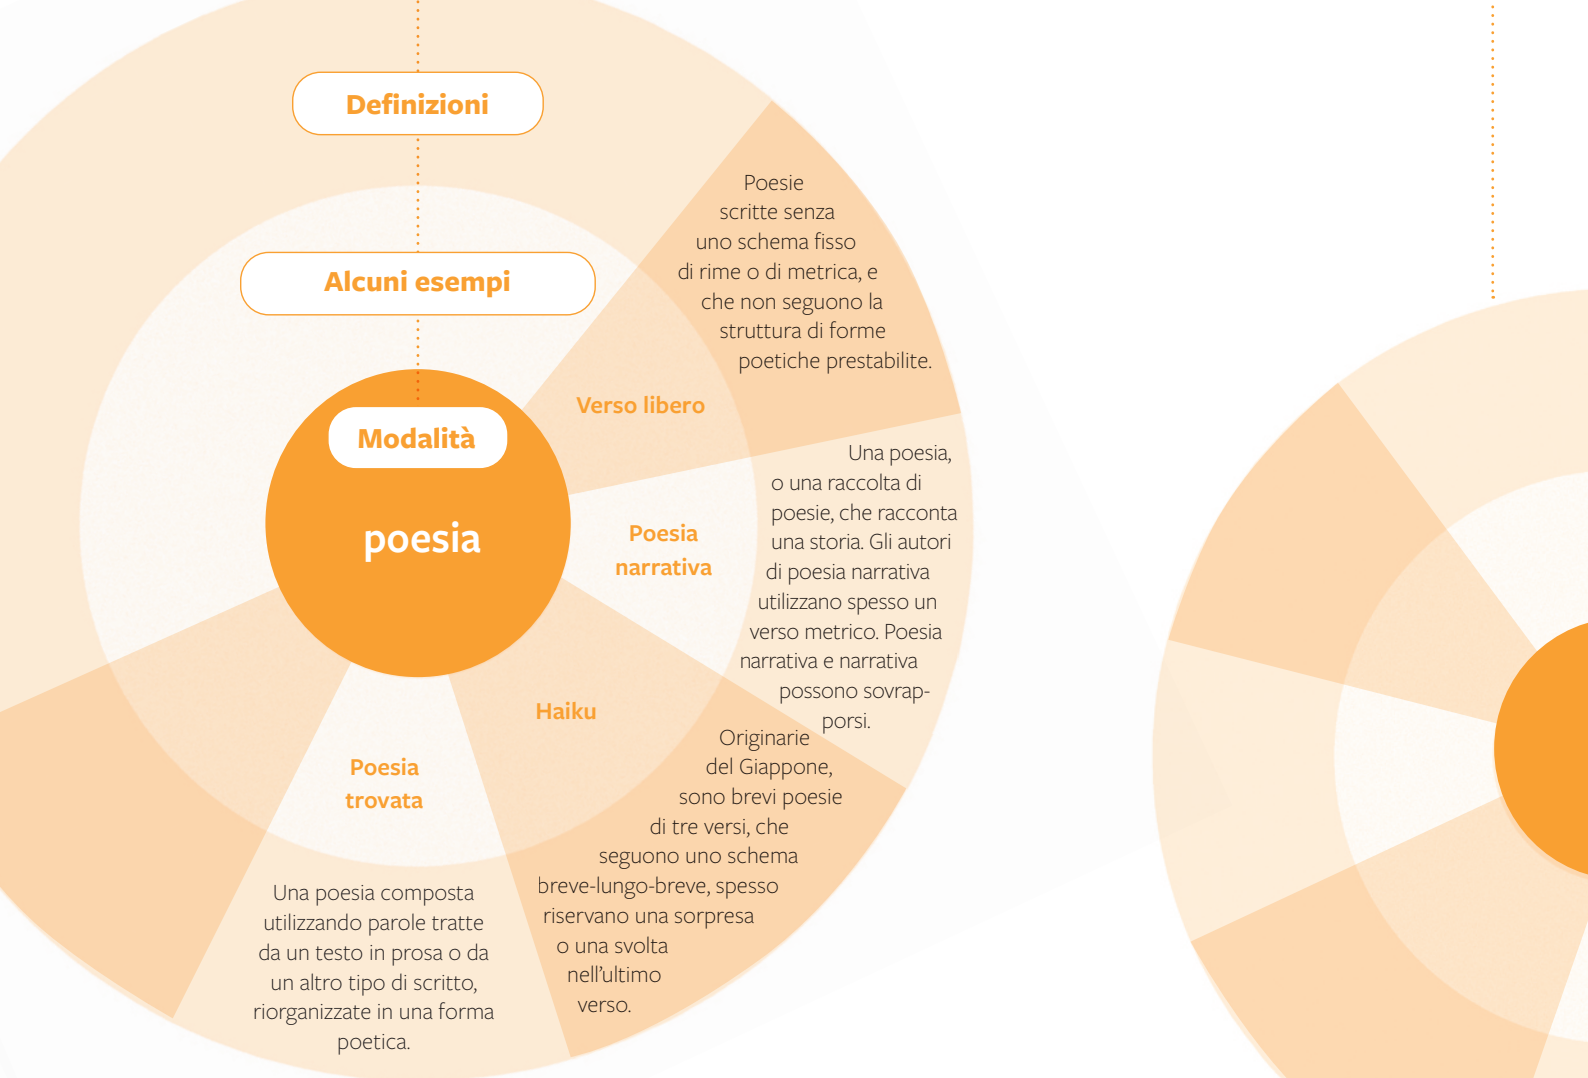 Definizioni
Alcuni esempi
Modalità
poesia
Verso libero
Poesie
scritte senza
uno schema fisso
di rime o di metrica, e
che non seguono la
struttura di forme
poetiche prestabilite.
Poesia
narrativa
Una poesia,
o una raccolta di
poesie, che racconta
una storia. Gli autori
di poesia narrativa
utilizzano spesso un
verso metrico. Poesia
narrativa e narrativa
possono sovrap-
porsi.
Haiku
Originarie
del Giappone,
sono brevi poesie
di tre versi, che
seguono uno schema
breve-lungo-breve, spesso
riservano una sorpresa
o una svolta
nell’ultimo
verso.
Poesia
trovata
Una poesia composta
utilizzando parole tratte
da un testo in prosa o da
un altro tipo di scritto,
riorganizzate in una forma
poetica.